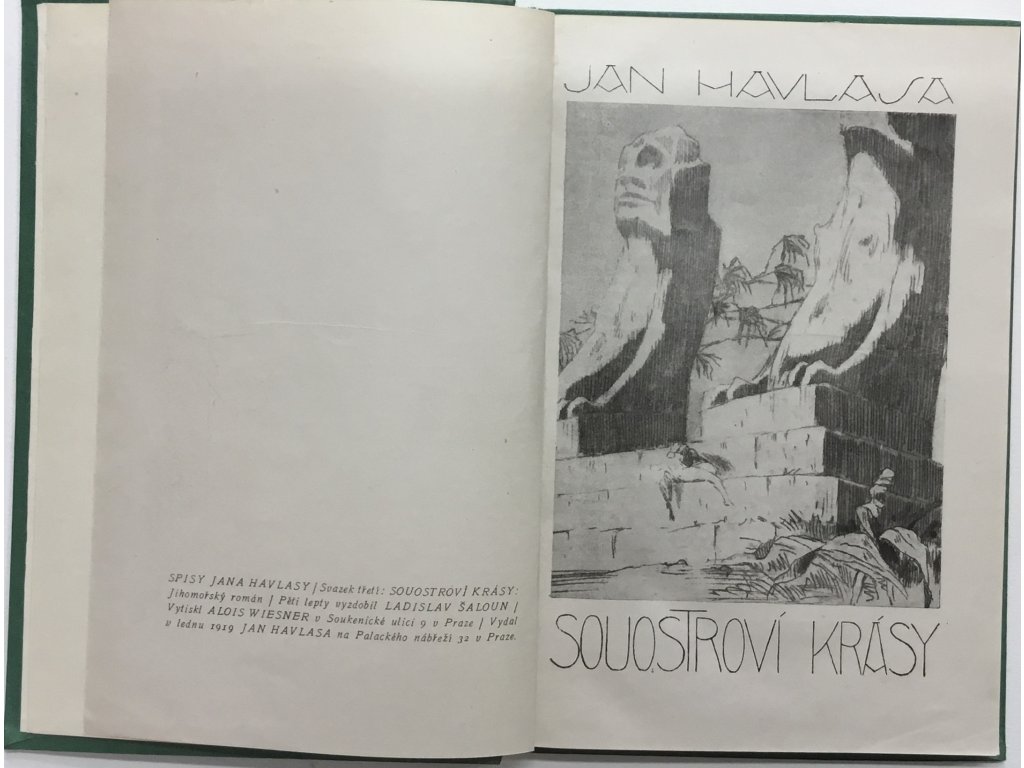 SPISY JANA HAVLASY / Svazek třetí: SOUOSTROVÍ KRÁSY:
Jihomořský román / Pěti lepty vyzdobil LADISLAV ŠALOUN /
Vytiskl ALOIS WIESNER v Soukenické ulici 9 v Praze / Vydal
v lednu 1919 JAN HAVLASA na Palackého nábřeží 32 v Praze.
JAN HAVLASA
SOUOSTROVÍ KRÁSY